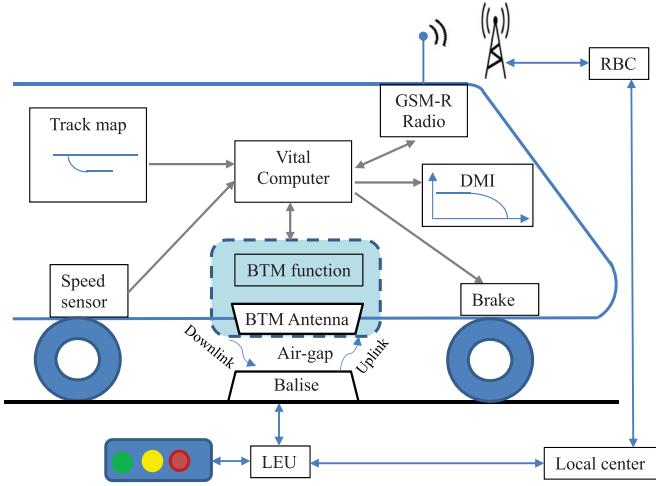 RBC
GSM-R
Radio
Track map
Vital
Computer
DMI
BTM function
Speed
sensor
Brake
BTM Antenna
Downlink
Air-gap
Uplink
Balise
LEU
Local center